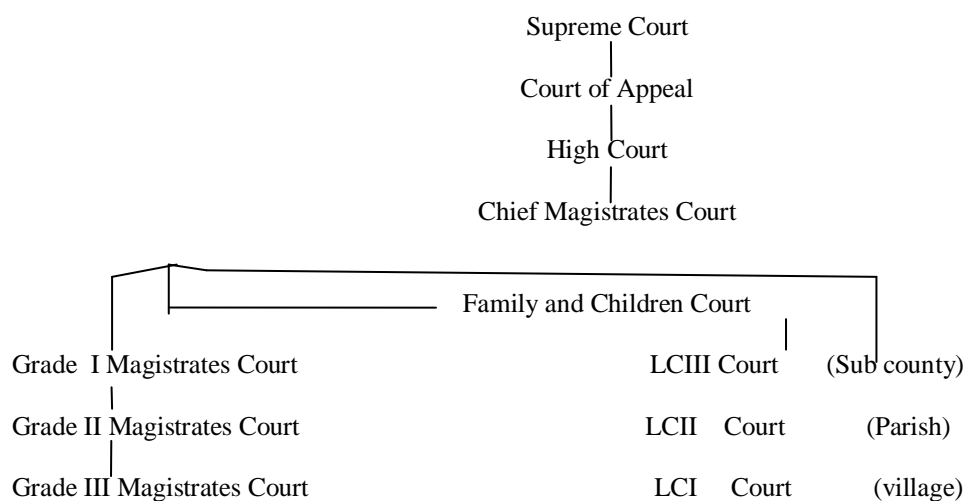 Supreme Court
Court of Appeal
High Court
Chief Magistrates Court
Family and Children Court
Grade I Magistrates Court LCIII Court (Sub county)
Grade II Magistrates Court LCII Court (Parish)
Grade III Magistrates Court LCI Court (village)